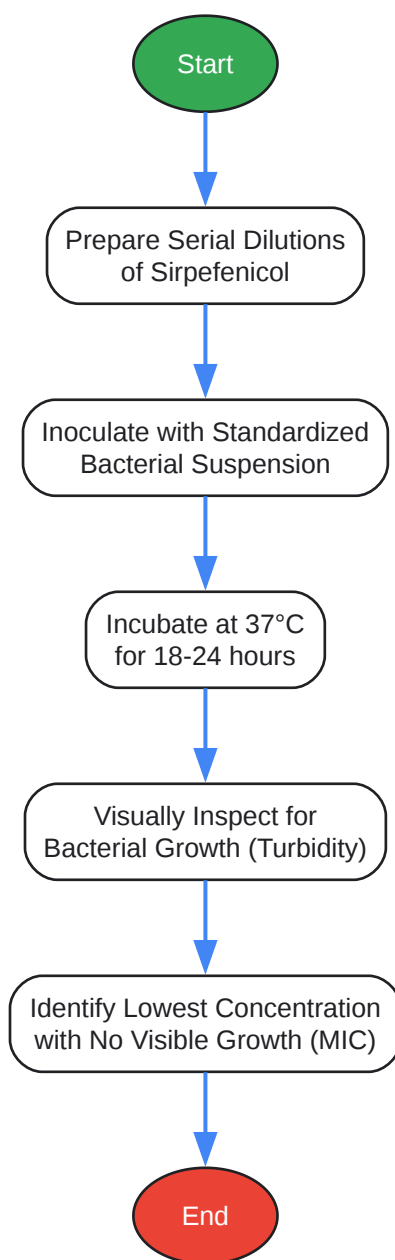 Start
Prepare Serial Dilutions
of Sirpefenicol
Inoculate with Standardized
Bacterial Suspension
Incubate at 37°C
for 18-24 hours
Visually Inspect for
Bacterial Growth (Turbidity)
Identify Lowest Concentration
with No Visible Growth (MIC)
End